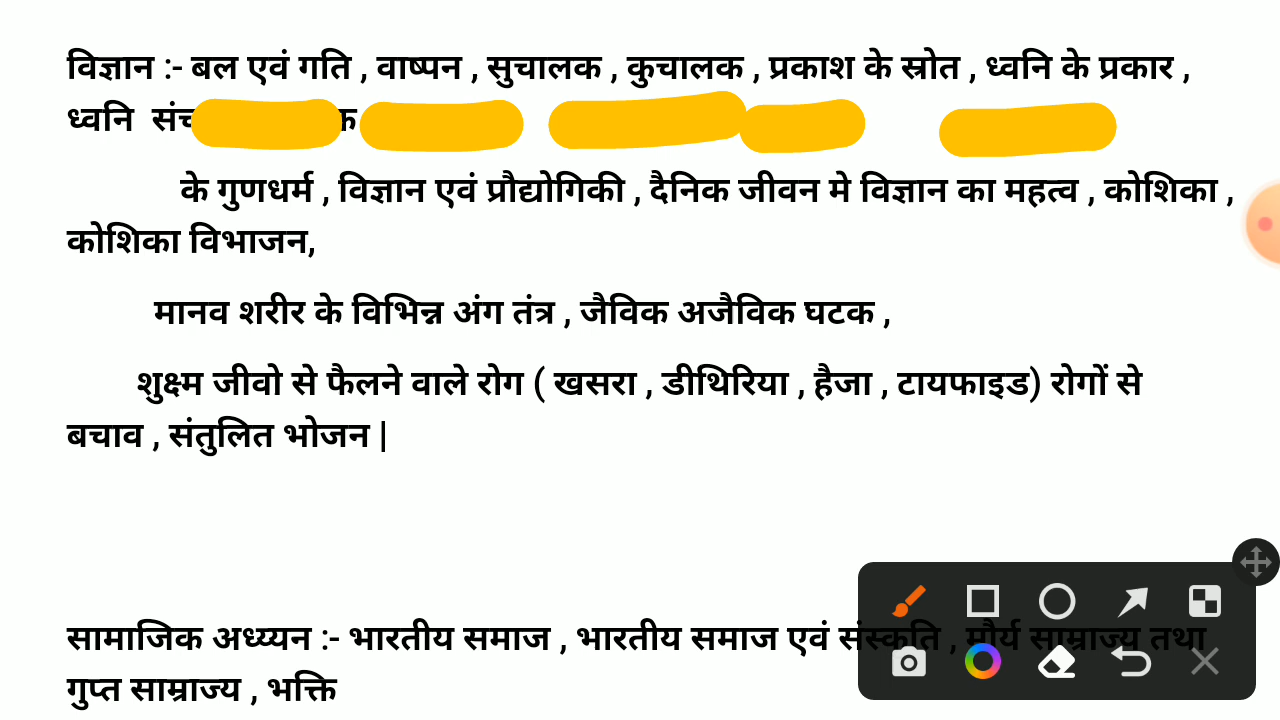 विज्ञान :- बल एवं गति , वाष्पन , सुचालक , कुचालक , प्रकाश के स्रोत , ध्वनि के प्रकार ,
ध्वनि
के गुणधर्म , विज्ञान एवं प्रौद्योगिकी , दैनिक जीवन मे विज्ञान का महत्व , कोशिका ,
कोशिका विभाजन,
मानव शरीर के विभिन्न अंग तंत्र , जैविक अजैविक घटक ,
शुक्ष्म जीवो से फैलने वाले रोग ( खसरा , डीथिरिया , हैजा , टायफाइड) रोगों से
बचाव , संतुलित भोजन |
सामाजिक अध्ययन :- भारतीय समाज , भारतीय समाज एवं संस्कृति , मौर्य साम्राज्य तथा
गुप्त साम्राज्य , भक्ति